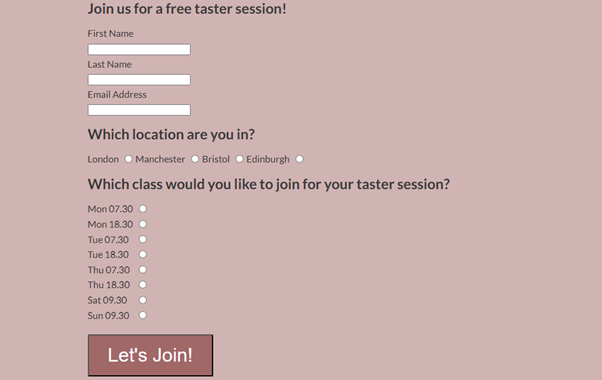 Join us for a free taster session!
First Name
Last Name
Email Address
Which location are you in?
London Manchester Bristol Edinburgh
Which class would you like to join for your taster session?
Mon 07.30
Mon 18.30
Tue 07.30
Tue 18.30
Thu 07.30
Thu 18.30
Sat 09.30
Sun 09.30
Let's Join!